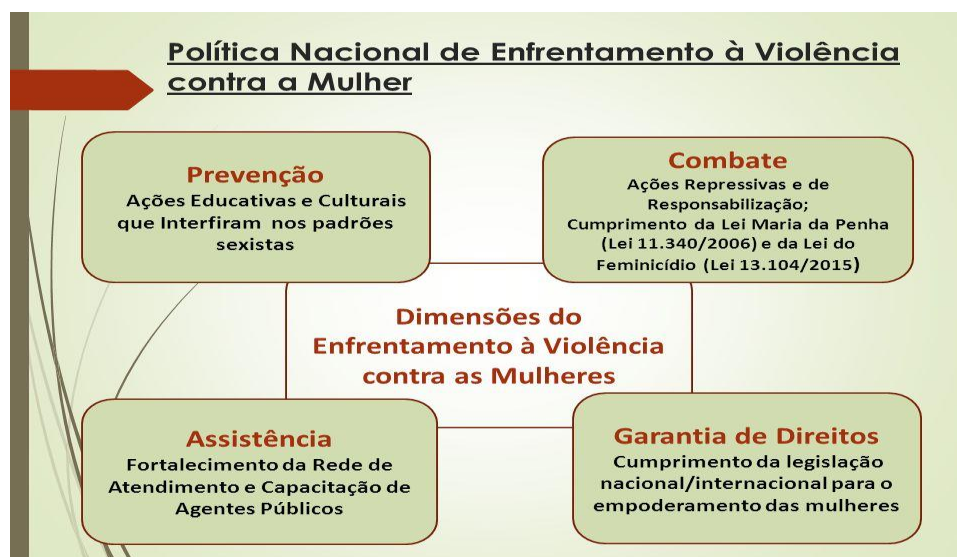 Política Nacional de Enfrentamento à Violência
contra a Mulher
Prevenção
Ações Educativas e Culturais
que Interfiram nos padrões
sexistas
Combate
Ações Repressivas e de
Responsabilização;
Cumprimento da Lei Maria da Penha
(Lei 11.340/2006) e da Lei do
Feminicídio (Lei 13.104/2015)
Dimensões do
Enfrentamento à Violência
contra as Mulheres
Assistência
Fortalecimento da Rede de
Atendimento e Capacitação de
Agentes Públicos
Garantia de Direitos
Cumprimento da legislação
nacional/internacional para o
empoderamento das mulheres